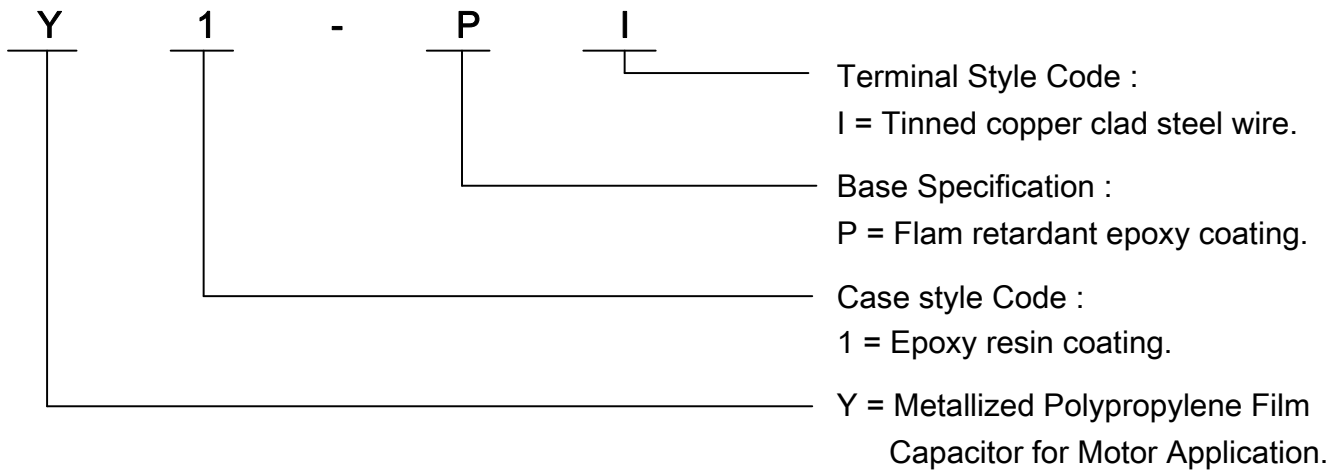 Y 1 - P I
Terminal Style Code :
I = Tinned copper clad steel wire.
Base Specification :
P = Flam retardant epoxy coating.
Case style Code :
1 = Epoxy resin coating.
Y = Metallized Polypropylene Film
Capacitor for Motor Application.